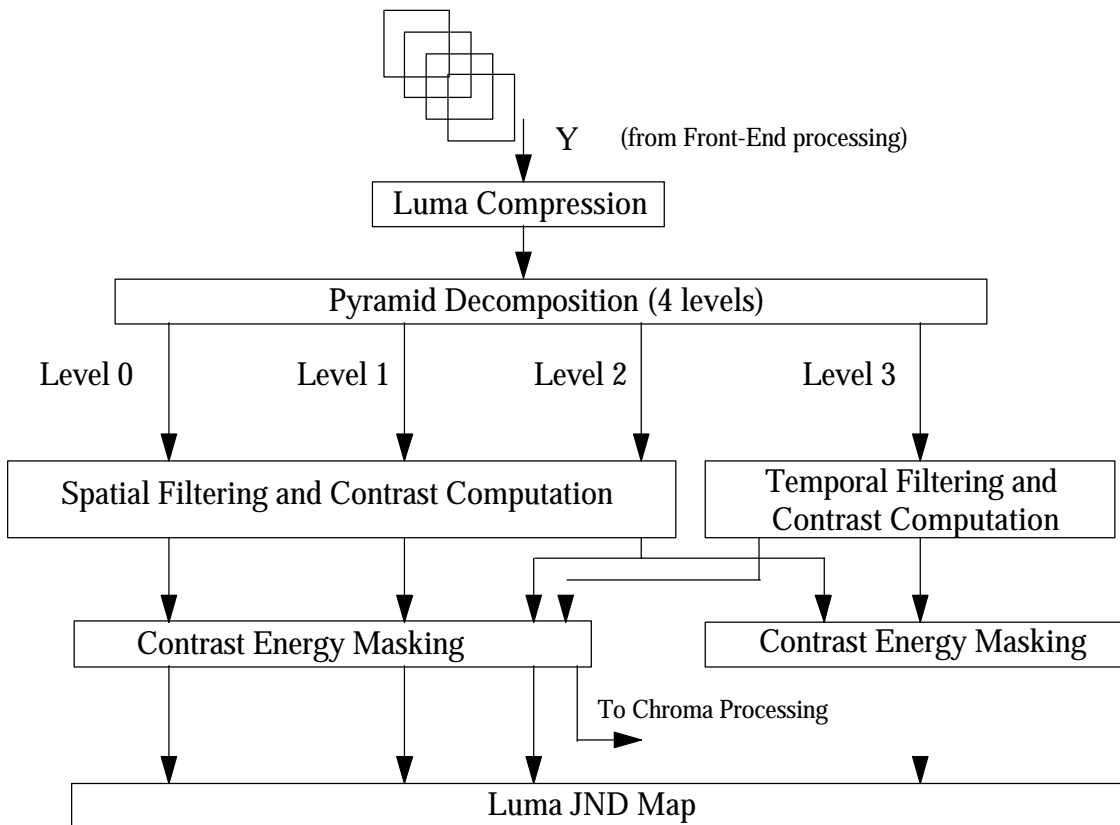 Y (from Front-End processing)
Luma Compression
Pyramid Decomposition (4 levels)
Level 0 Level 1 Level 2 Level 3
Spatial Filtering and Contrast Computation
Temporal Filtering and
Contrast Computation
Contrast Energy Masking
Contrast Energy Masking
To Chroma Processing
Luma JND Map